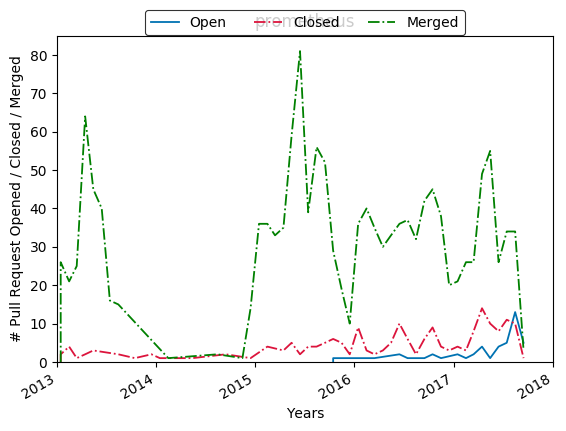 prometheus
Open Closed Merged
# Pull Request Opened / Closed / Merged
80
70
60
50
40
30
20
10
0
2013 2014 2015 2016 2017 2018
Years